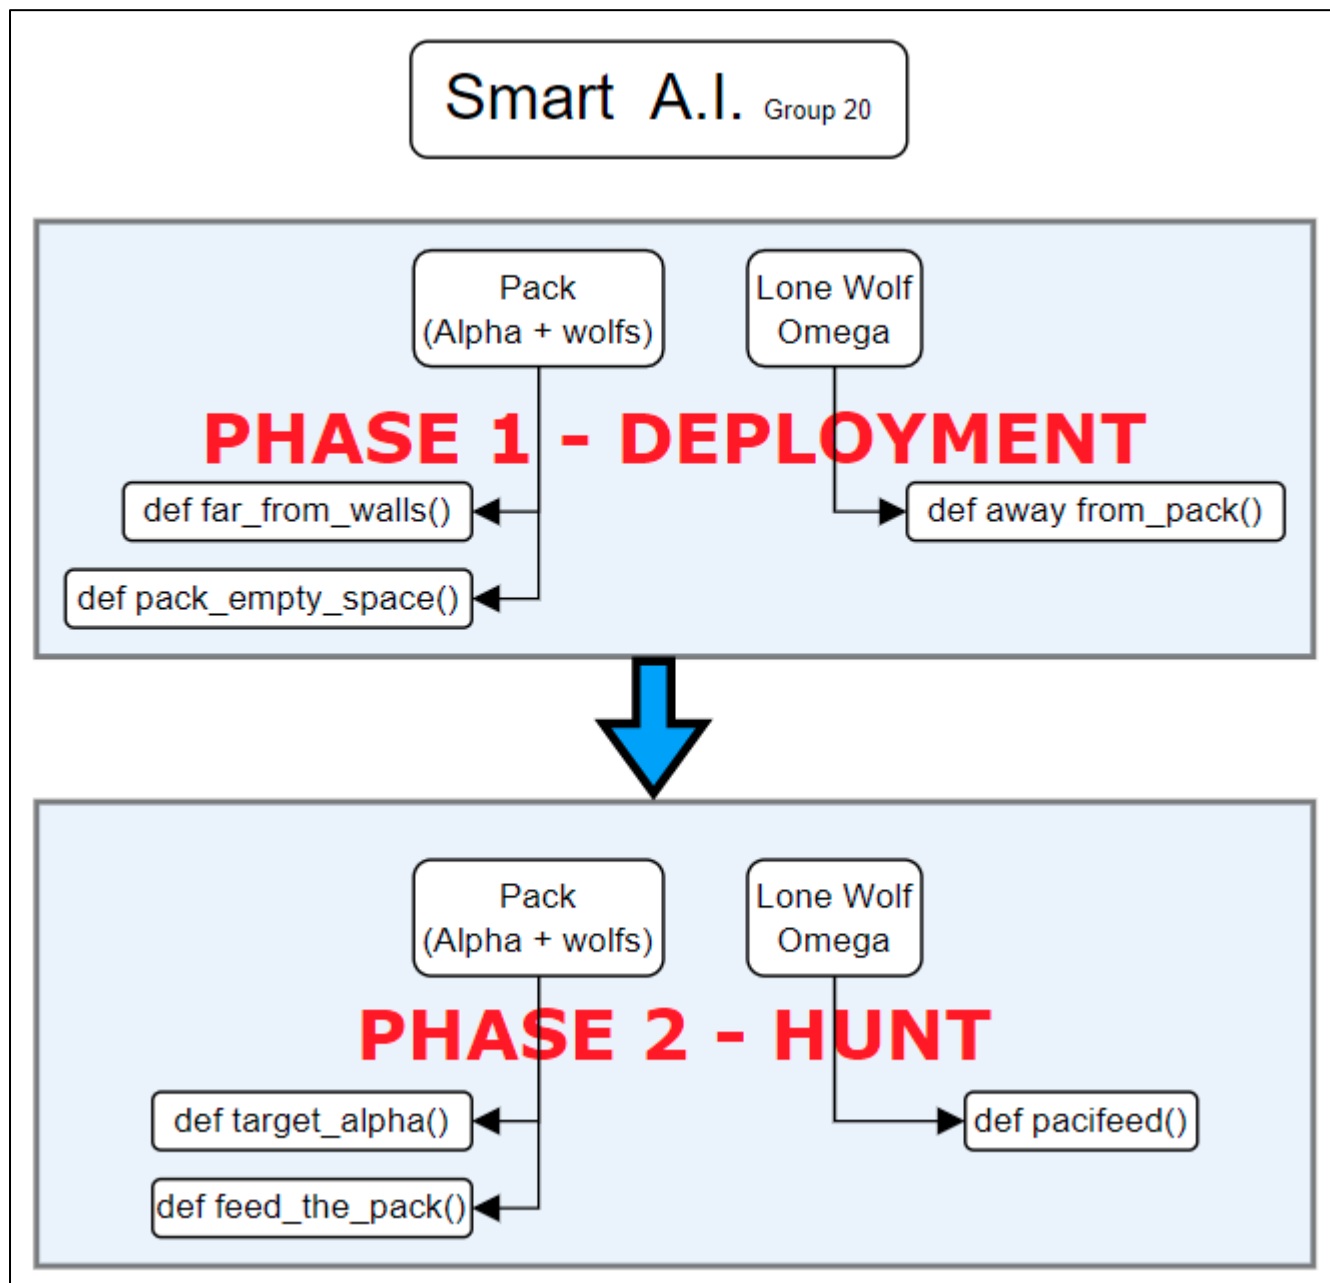 Smart A.I. Group 20
Pack
(Alpha + wolfs)
Lone Wolf
Omega
PHASE 1 - DEPLOYMENT
def far_from_walls()
def away from_pack()
def pack_empty_space()
Pack
(Alpha + wolfs)
Lone Wolf
Omega
PHASE 2 - HUNT
def target_alpha()
def pacifeed()
def feed_the_pack()